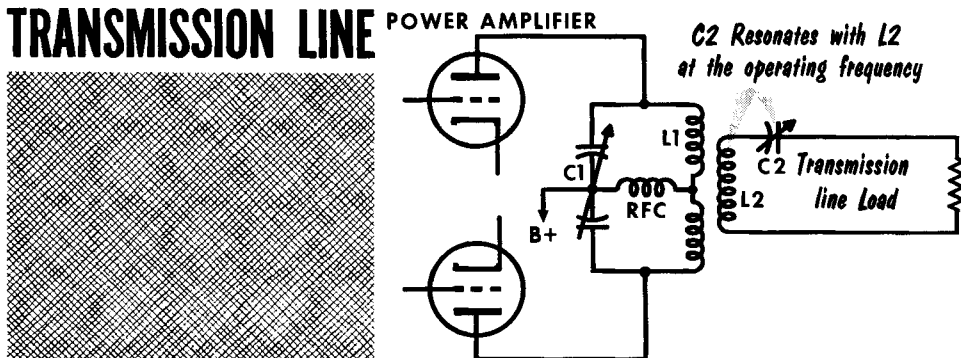 TRANSMISSION LINE
POWER AMPLIFIER
C2 Resonates with L2
at the operating frequency
L1
C1
RFC
B+
L2
C2
Transmission
line Load